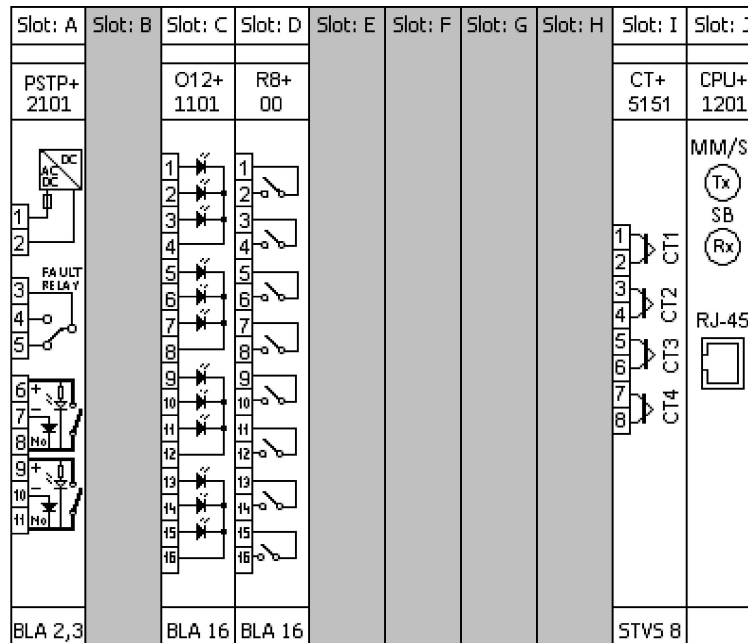 Slot: A Slot: B Slot: C Slot: D Slot: E Slot: F Slot: G Slot: H Slot: I Slot: J
PSTP+
2101
O12+
1101
R8+
00
CT+
5151
CPU+
1201
AC
DC
DC
1
2
FAULT
RELAY
3
4
5
6 +
7 -
8 No
9 +
10 -
11 No
1
2
3
4
5
6
7
8
9
10
11
12
13
14
15
16
1
2
3
4
5
6
7
8
9
10
11
12
13
14
15
16
1
2
CT1
3
4
CT2
5
6
CT3
7
8
CT4
MM/S
Tx
SB
Rx
RJ-45
BLA 2,3 BLA 16 BLA 16 STVS 8